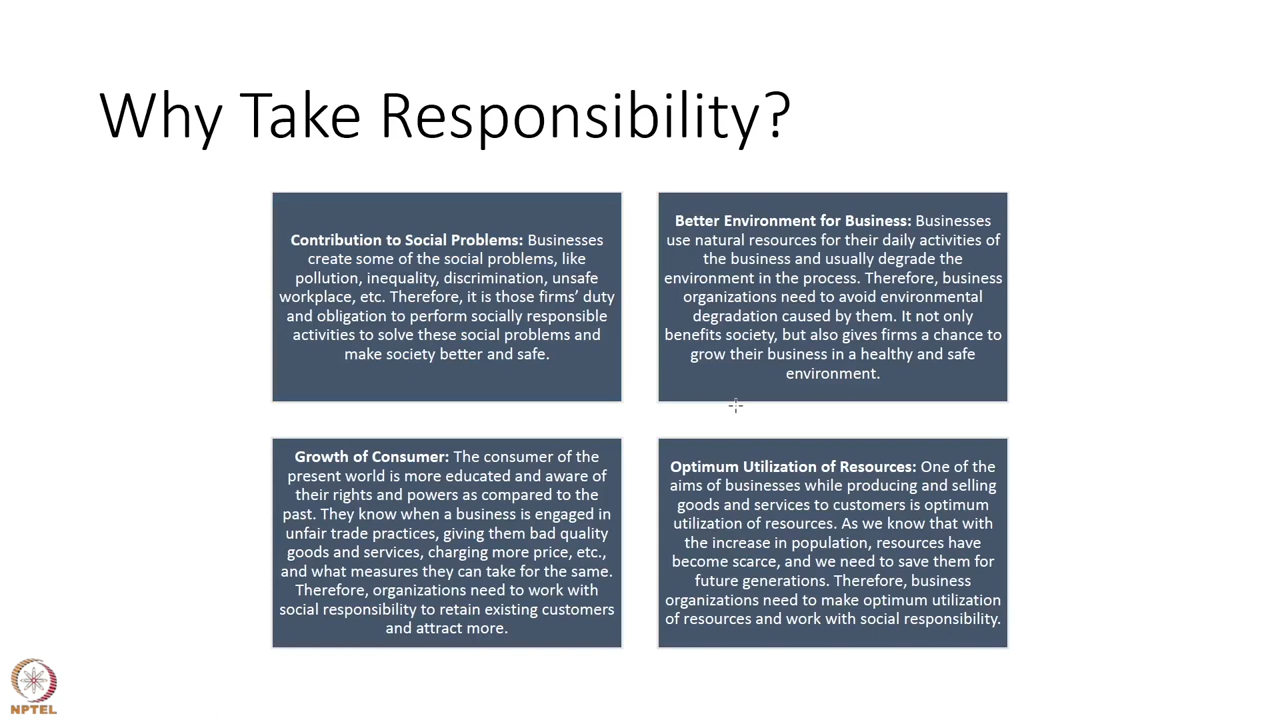 Why Take Responsibility?
Contribution to Social Problems: Businesses
create some of the social problems, like
pollution, inequality, discrimination, unsafe
workplace, etc. Therefore, it is those firms’ duty
and obligation to perform socially responsible
activities to solve these social problems and
make society better and safe.
Better Environment for Business: Businesses
use natural resources for their daily activities of
the business and usually degrade the
environment in the process. Therefore, business
organizations need to avoid environmental
degradation caused by them. It not only
benefits society, but also gives firms a chance to
grow their business in a healthy and safe
environment.
Growth of Consumer: The consumer of the
present world is more educated and aware of
their rights and powers as compared to the
past. They know when a business is engaged in
unfair trade practices, giving them bad quality
goods and services, charging more price, etc.,
and what measures they can take for the same.
Therefore, organizations need to work with
social responsibility to retain existing customers
and attract more.
Optimum Utilization of Resources: One of the
aims of businesses while producing and selling
goods and services to customers is optimum
utilization of resources. As we know that with
the increase in population, resources have
become scarce, and we need to save them for
future generations. Therefore, business
organizations need to make optimum utilization
of resources and work with social responsibility.
NPTEL